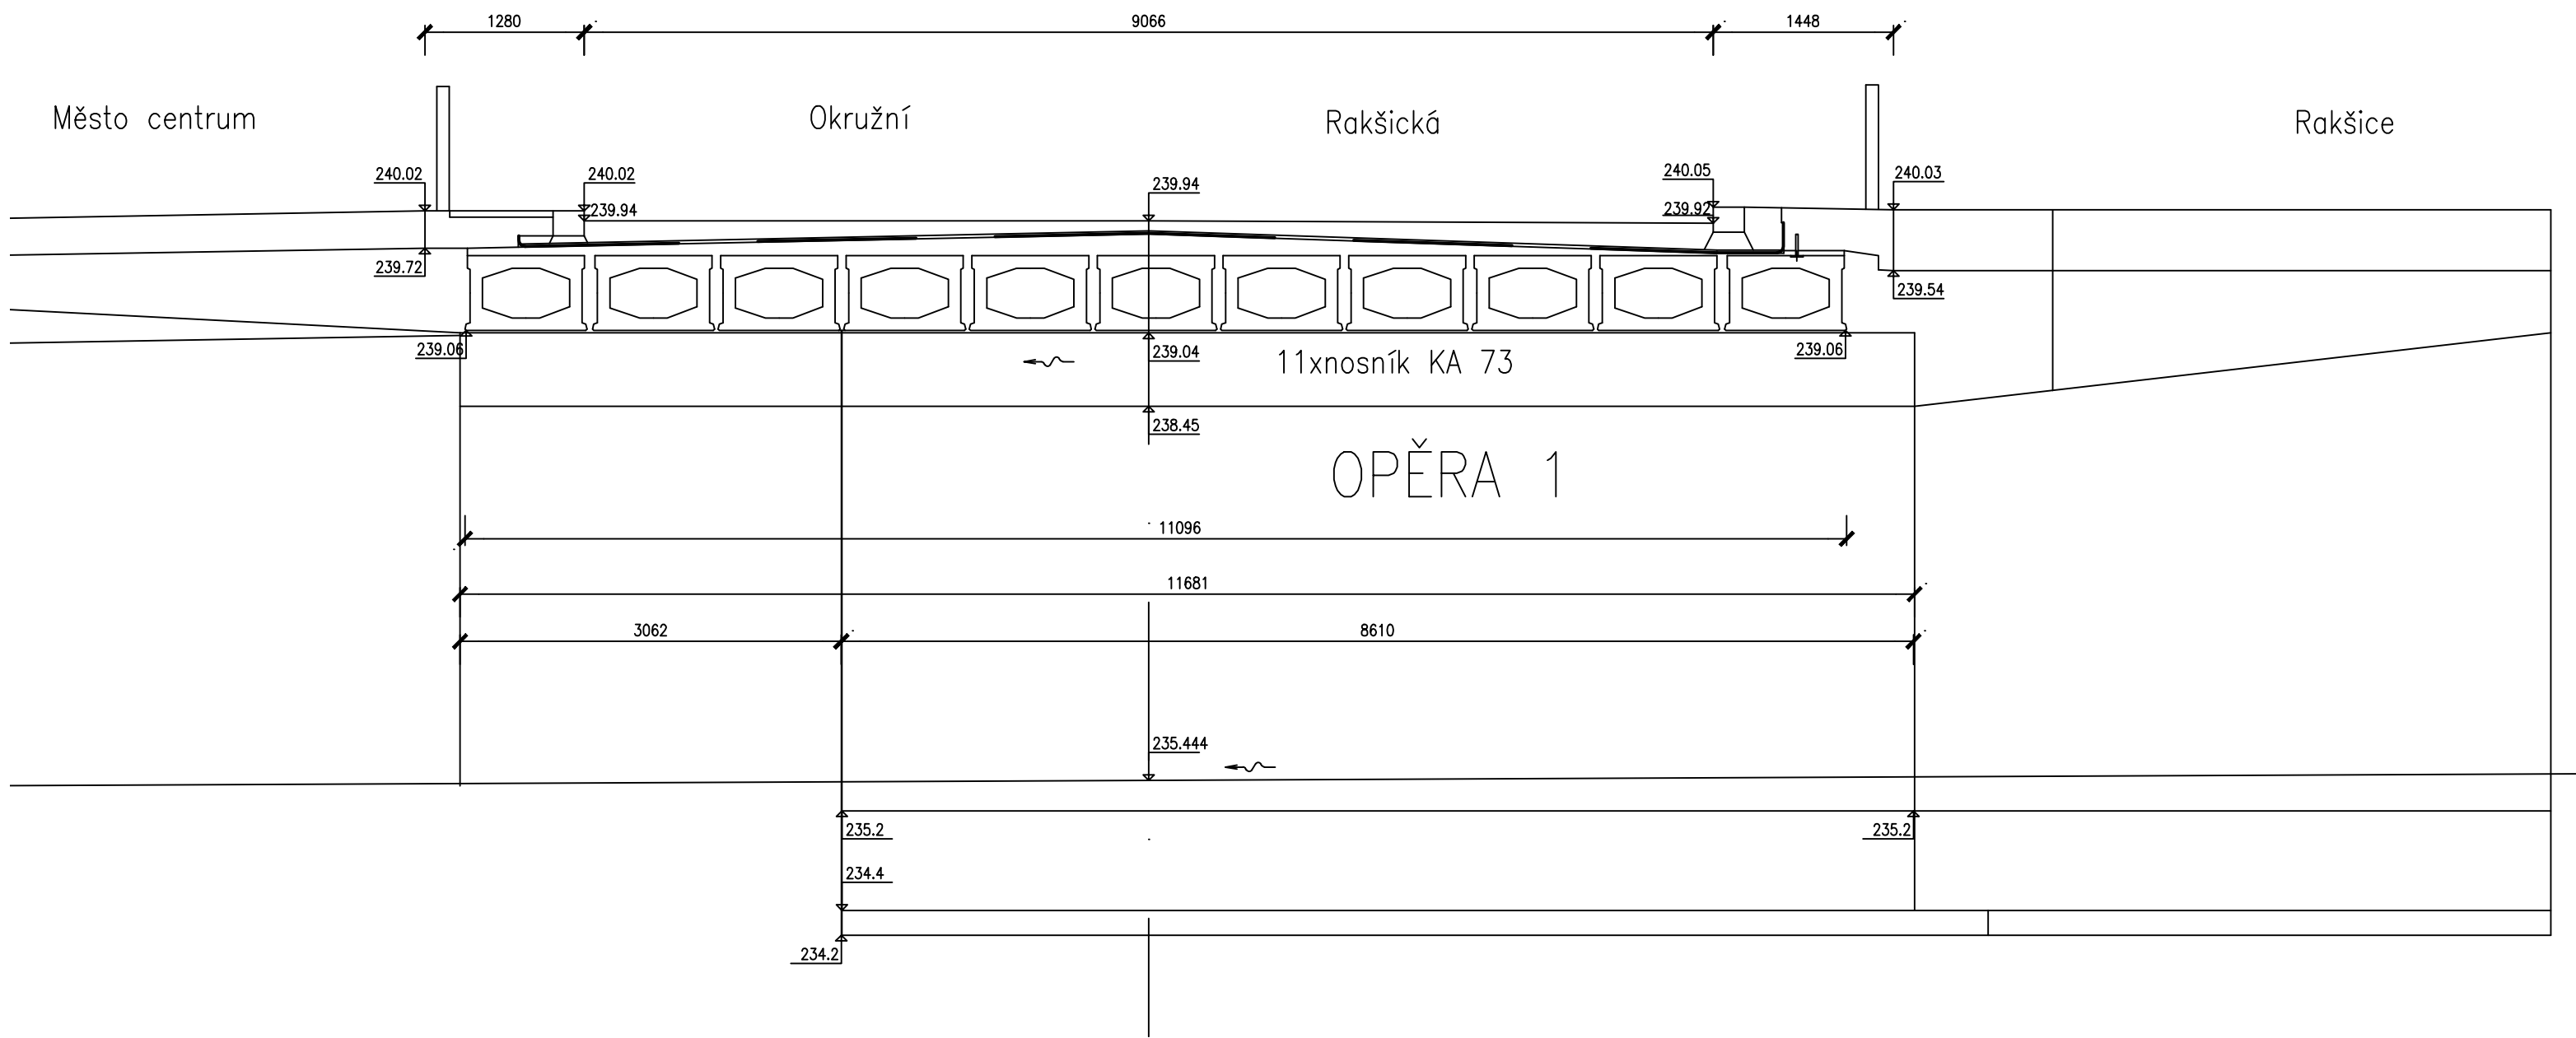 1280 9066 1448
Město centrum Okružní Rakšická Rakšice
240.02 240.02 239.94 240.05 240.03
239.94 239.92
239.72 239.54
239.06 239.04 239.06
11xnosník KA 73
238.45
OPĚRA 1
11096
11681
3062 8610
235.444
235.2 235.2
234.4
234.2